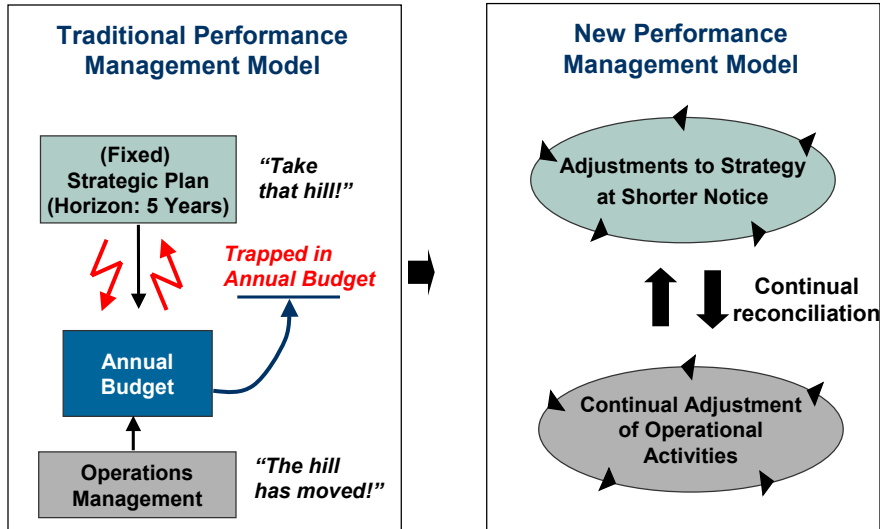 Traditional Performance
Management Model
(Fixed)
Strategic Plan
(Horizon: 5 Years)
“Take
that hill!”
Trapped in
Annual Budget
Annual
Budget
Operations
Management
“The hill
has moved!”
New Performance
Management Model
Adjustments to Strategy
at Shorter Notice
Continual
reconciliation
Continual Adjustment
of Operational
Activities